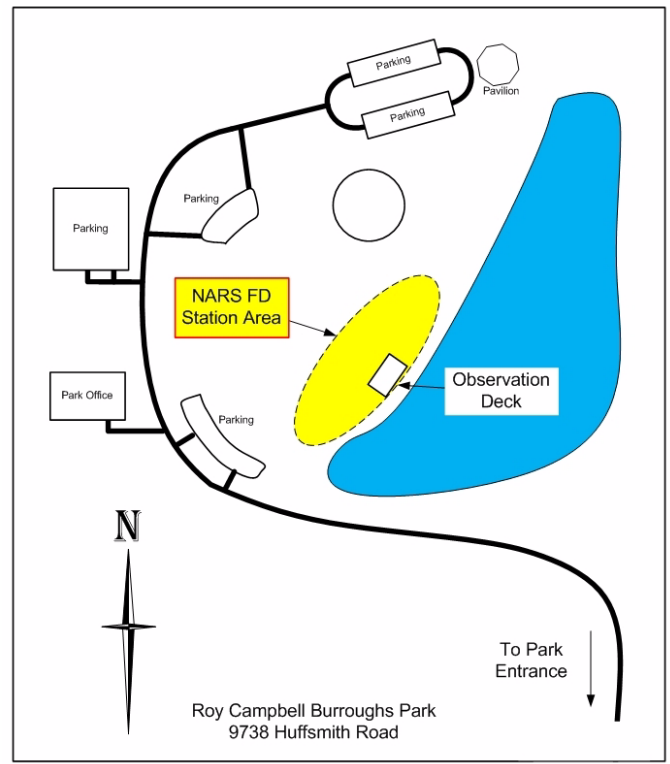 Parking
Parking
Pavilion
Parking
Parking
NARS FD
Station Area
Observation
Deck
Park Office
Parking
N
To Park
Entrance
Roy Campbell Burroughs Park
9738 Huffsmith Road